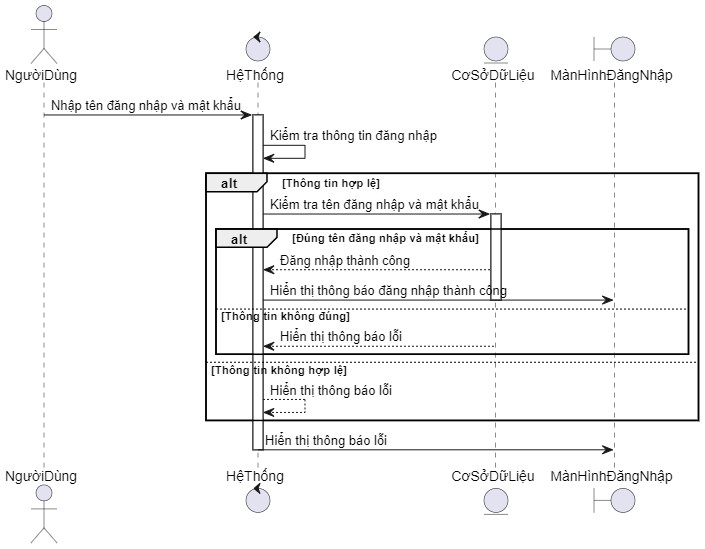 NgườiDùng
HệThống
CơSởDữLiệu
MànHìnhĐăngNhập
Nhập tên đăng nhập và mật khẩu
Kiểm tra thông tin đăng nhập
alt [Thông tin hợp lệ]
Kiểm tra tên đăng nhập và mật khẩu
alt [Đúng tên đăng nhập và mật khẩu]
Đăng nhập thành công
Hiển thị thông báo đăng nhập thành công
[Thông tin không đúng]
Hiển thị thông báo lỗi
[Thông tin không hợp lệ]
Hiển thị thông báo lỗi
Hiển thị thông báo lỗi
NgườiDùng
HệThống
CơSởDữLiệu
MànHìnhĐăngNhập